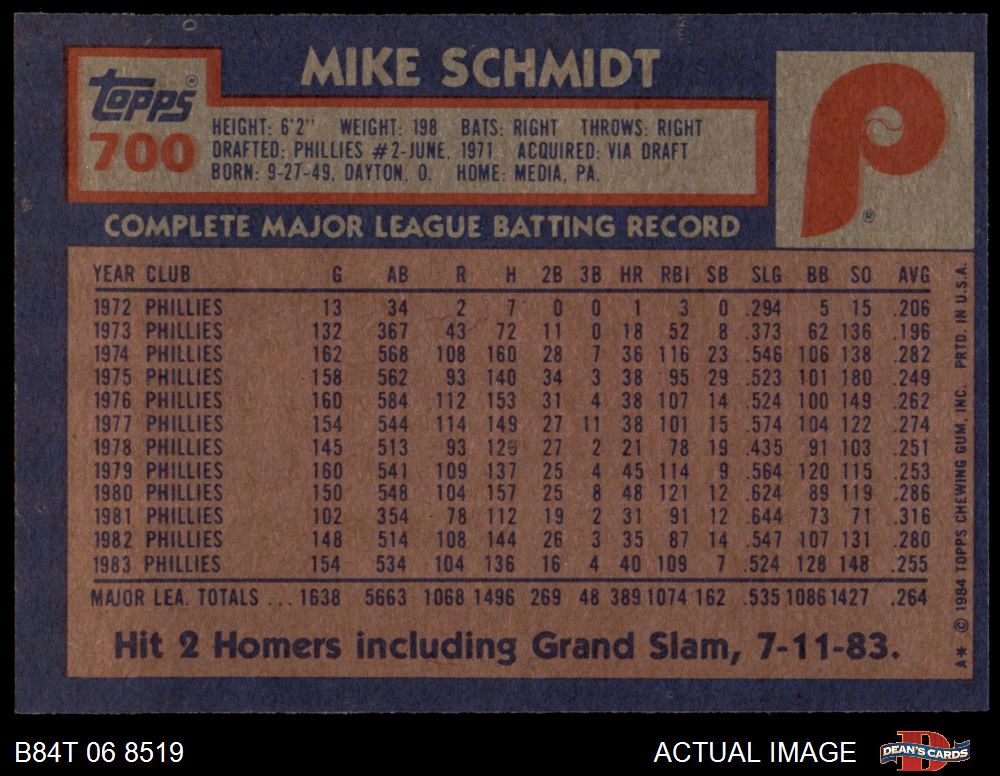 MIKE SCHMIDT
Topps®
700
HEIGHT: 6'2" WEIGHT: 198 BATS: RIGHT THROWS: RIGHT
DRAFTED: PHILLIES #2-JUNE, 1971 ACQUIRED: VIA DRAFT
BORN: 9-27-49, DAYTON, O. HOME: MEDIA, PA.
P
®
COMPLETE MAJOR LEAGUE BATTING RECORD
YEAR CLUB G AB R H 2B 3B HR RBI SB SLG BB SO AVG
1972 PHILLIES 13 34 2 7 0 0 1 3 0 .294 5 15 .206
1973 PHILLIES 132 367 43 72 11 0 18 52 8 .373 62 136 .196
1974 PHILLIES 162 568 108 160 28 7 36 116 23 .546 106 138 .282
1975 PHILLIES 158 562 93 140 34 3 38 95 29 .523 101 180 .249
1976 PHILLIES 160 584 112 153 31 4 38 107 14 .524 100 149 .262
1977 PHILLIES 154 544 114 149 27 11 38 101 15 .574 104 122 .274
1978 PHILLIES 145 513 93 129 27 2 21 78 19 .435 91 103 .251
1979 PHILLIES 160 541 109 137 25 4 45 114 9 .564 120 115 .253
1980 PHILLIES 150 548 104 157 25 8 48 121 12 .624 89 119 .286
1981 PHILLIES 102 354 78 112 19 2 31 91 12 .644 73 71 .316
1982 PHILLIES 148 514 108 144 26 3 35 87 14 .547 107 131 .280
1983 PHILLIES 154 534 104 136 16 4 40 109 7 .524 128 148 .255
MAJOR LEA. TOTALS ... 1638 5663 1068 1496 269 48 389 1074 162 .535 1086 1427 .264
Hit 2 Homers including Grand Slam, 7-11-83.
A* © 1984 TOPPS CHEWING GUM, INC. PRTD. IN U.S.A.
B84T 06 8519
ACTUAL IMAGE
D
DEAN'S CARDS